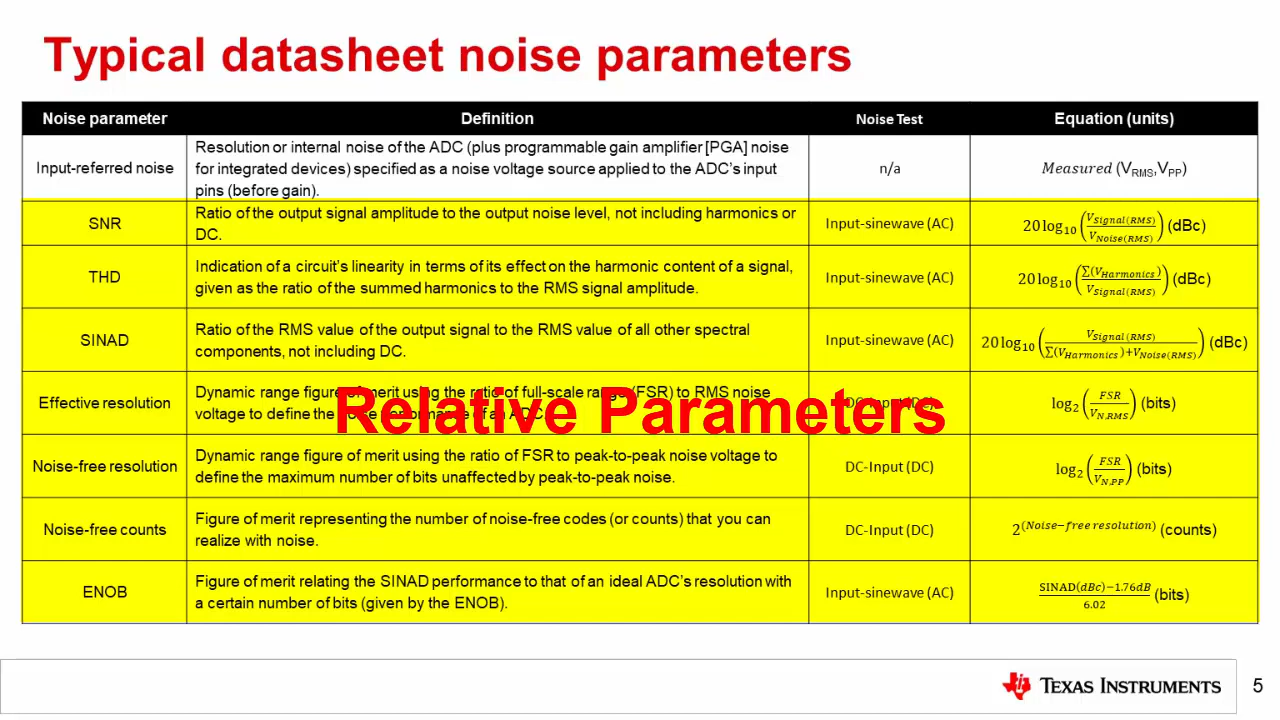 Typical datasheet noise parameters
Noise parameter Definition Noise Test Equation (units)
Input-referred noise
Resolution or internal noise of the ADC (plus programmable gain amplifier [PGA] noise
for integrated devices) specified as a noise voltage source applied to the ADC's input
pins (before gain).
n/a
Measured (V_RMS,V_PP)
SNR
Ratio of the output signal amplitude to the output noise level, not including harmonics or
DC.
Input-sinewave (AC)
20 log₁₀ (V_Signal(RMS) / V_Noise(RMS)) (dBc)
THD
Indication of a circuit's linearity in terms of its effect on the harmonic content of a signal,
given as the ratio of the summed harmonics to the RMS signal amplitude.
Input-sinewave (AC)
20 log₁₀ (∑(V_Harmonics) / V_Signal(RMS)) (dBc)
SINAD
Ratio of the RMS value of the output signal to the RMS value of all other spectral
components, not including DC.
Input-sinewave (AC)
20 log₁₀ (V_Signal(RMS) / ∑(V_Harmonics)+V_Noise(RMS)) (dBc)
Effective resolution
Dynamic range figure of merit using the ratio of full-scale range (FSR) to RMS noise
voltage to define the noise performance of an ADC.
DC-Input (DC)
log₂ (FSR / V_N,RMS) (bits)
Relative Parameters
Noise-free resolution
Dynamic range figure of merit using the ratio of FSR to peak-to-peak noise voltage to
define the maximum number of bits unaffected by peak-to-peak noise.
DC-Input (DC)
log₂ (FSR / V_N,PP) (bits)
Noise-free counts
Figure of merit representing the number of noise-free codes (or counts) that you can
realize with noise.
DC-Input (DC)
2^(Noise−free resolution) (counts)
ENOB
Figure of merit relating the SINAD performance to that of an ideal ADC's resolution with
a certain number of bits (given by the ENOB).
Input-sinewave (AC)
SINAD(dBc)−1.76dB / 6.02 (bits)
TEXAS INSTRUMENTS
5